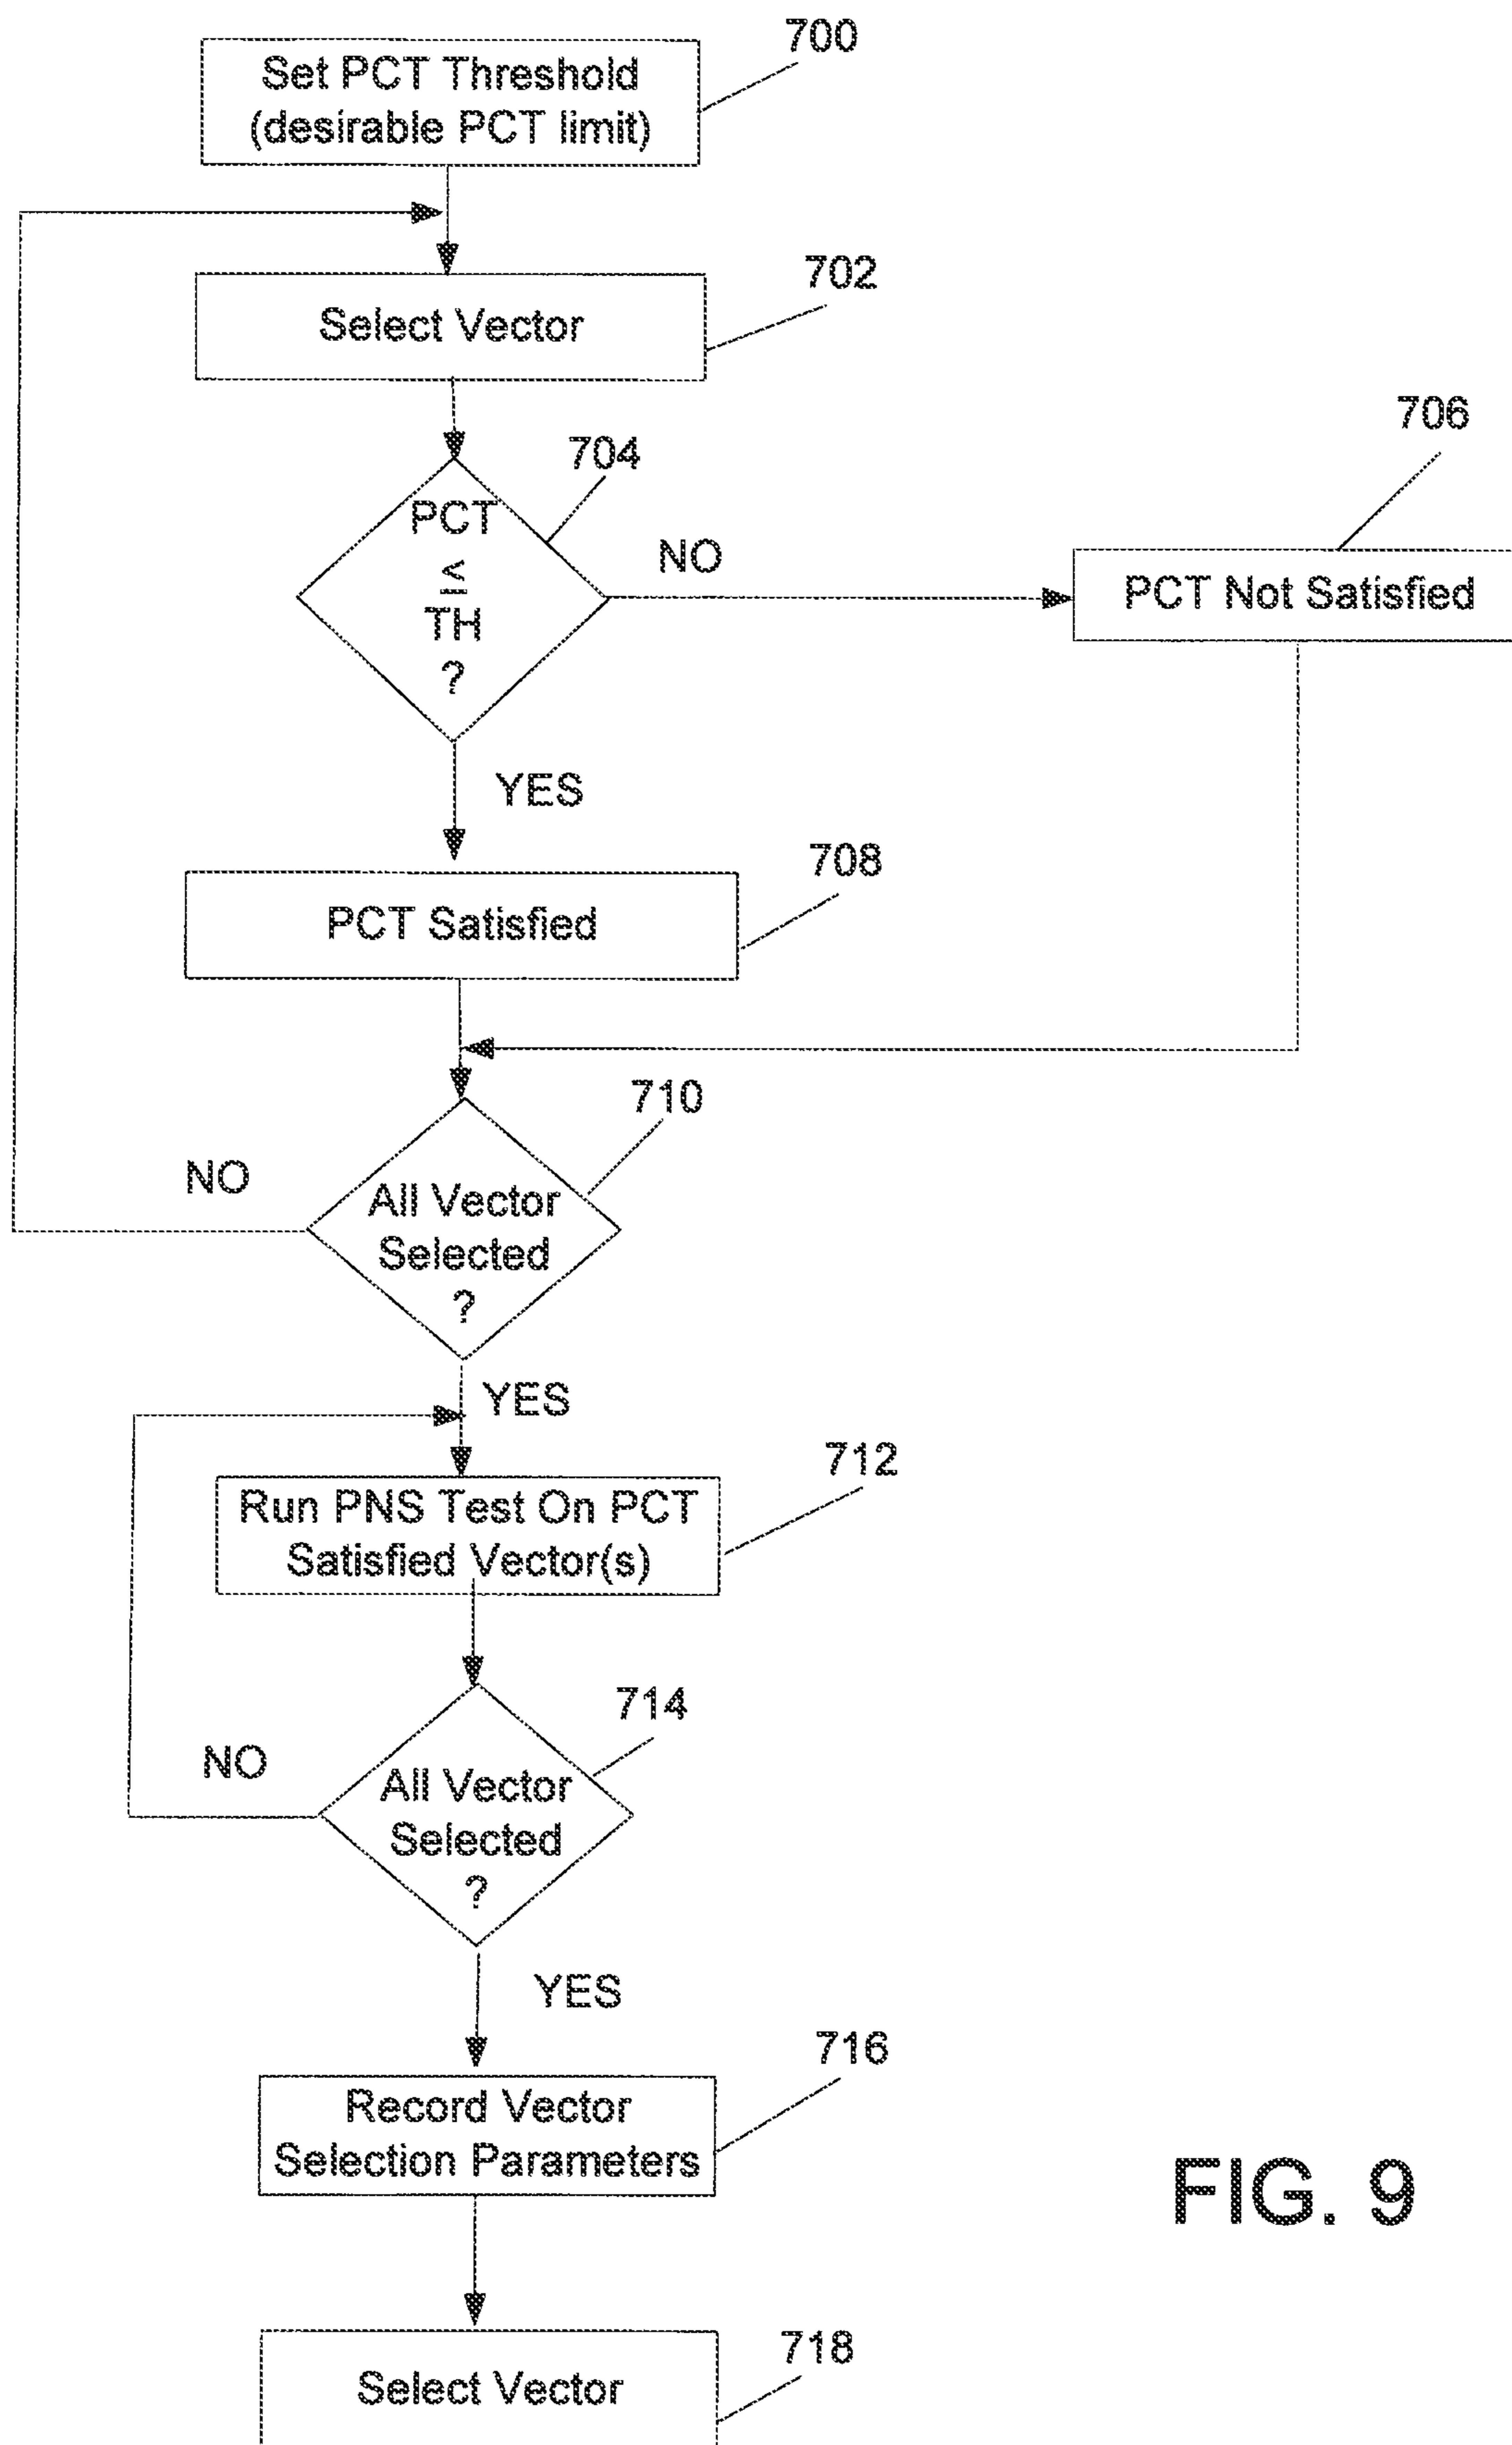 700
Set PCT Threshold
(desirable PCT limit)
702
Select Vector
704
706
PCT
≤
TH
?
NO
PCT Not Satisfied
YES
708
PCT Satisfied
710
NO
All Vector
Selected
?
YES
712
Run PNS Test On PCT
Satisfied Vector(s)
714
NO
All Vector
Selected
?
YES
716
Record Vector
Selection Parameters
FIG. 9
718
Select Vector